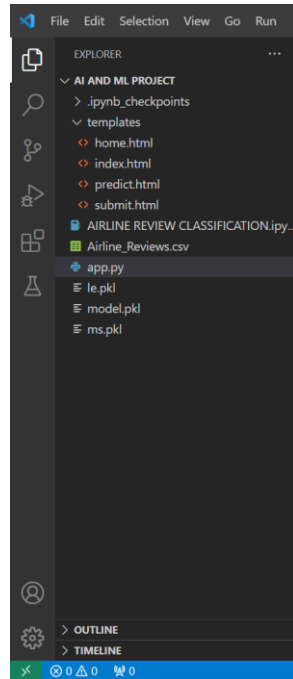 File Edit Selection View Go Run
EXPLORER ...
AI AND ML PROJECT
.ipynb_checkpoints
templates
home.html
index.html
predict.html
submit.html
AIRLINE REVIEW CLASSIFICATION.ipy...
Airline_Reviews.csv
app.py
le.pkl
model.pkl
ms.pkl
OUTLINE
TIMELINE
0 0 0